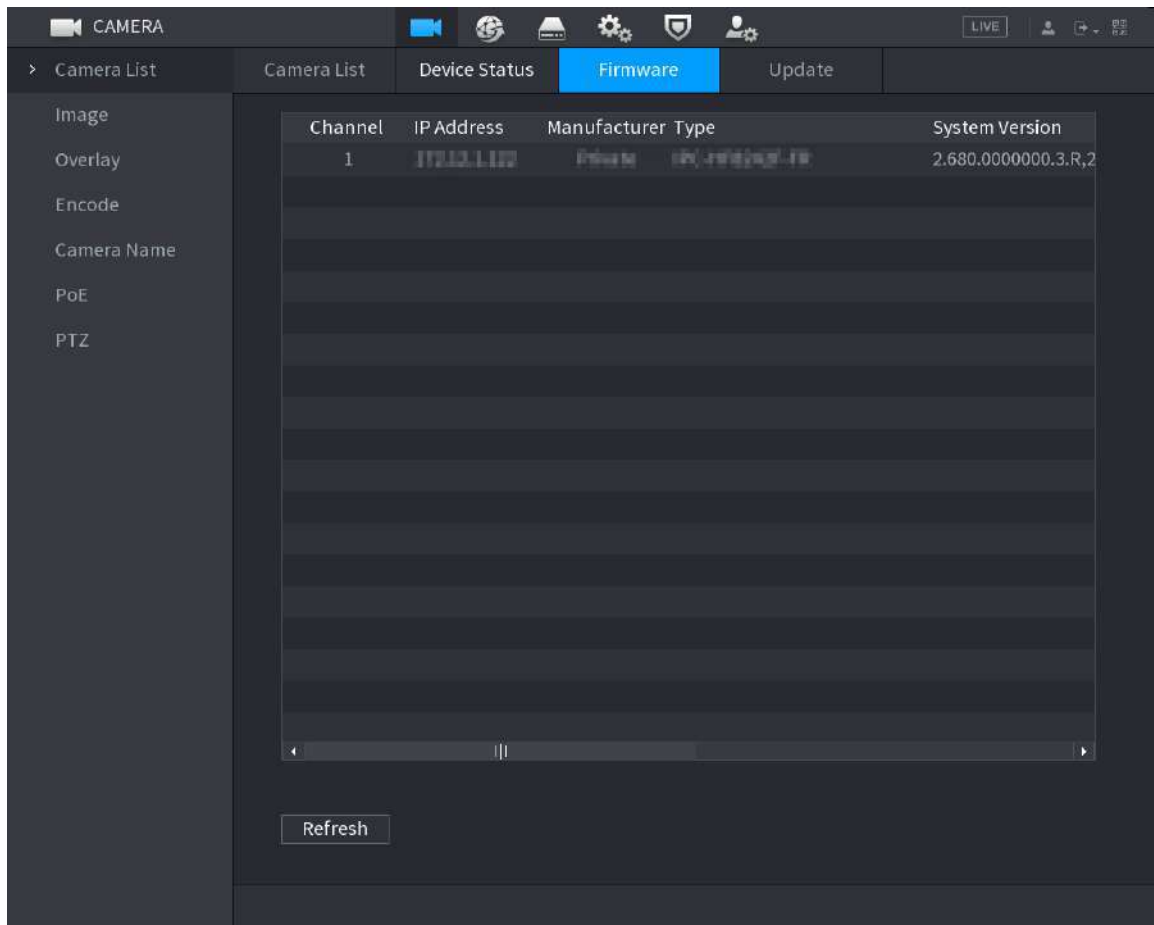 CAMERA LIVE
> Camera List Camera List Device Status Firmware Update
Image
Channel IP Address Manufacturer Type System Version
Overlay
1 2.680.0000000.3.R,2
Encode
Camera Name
PoE
PTZ
Refresh